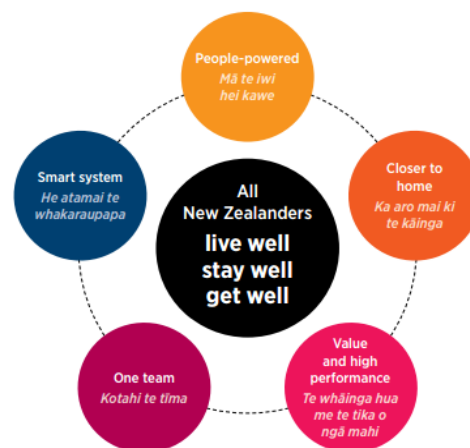 People-powered
Mā te iwi
hei kawe
Closer to
home
Ka aro mai ki
te kāinga
Value
and high
performance
Te whāinga hua
me te tika o
ngā mahi
One team
Kotahi te tīma
Smart system
He atamai te
whakaraupapa
All
New Zealanders
live well
stay well
get well